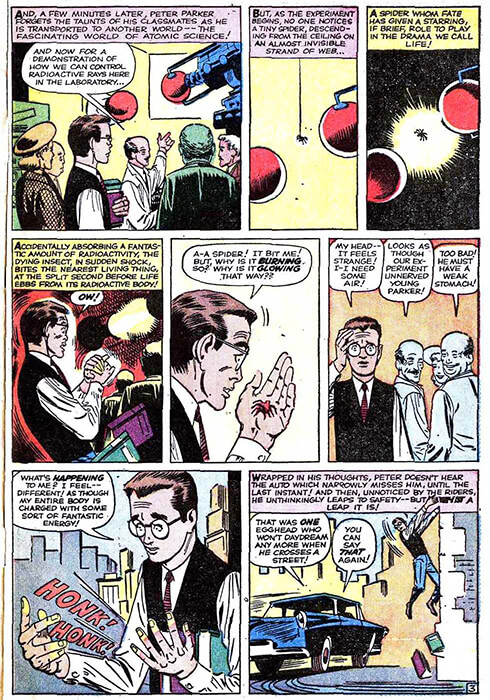 AND, A FEW MINUTES LATER, PETER PARKER
FORGETS THE TAUNTS OF HIS CLASSMATES AS HE
IS TRANSPORTED TO ANOTHER WORLD -- THE
FASCINATING WORLD OF ATOMIC SCIENCE!
AND NOW FOR A
DEMONSTRATION OF
HOW WE CAN CONTROL
RADIOACTIVE RAYS HERE
IN THE LABORATORY...
BUT, AS THE EXPERIMENT
BEGINS, NO ONE NOTICES
A TINY SPIDER, DESCEND-
ING FROM THE CEILING ON
AN ALMOST INVISIBLE
STRAND OF WEB...
A SPIDER WHOM FATE
HAS GIVEN A STARRING,
IF BRIEF, ROLE TO PLAY
IN THE DRAMA WE CALL
LIFE!
ACCIDENTALLY ABSORBING A FANTAS-
TIC AMOUNT OF RADIOACTIVITY, THE
DYING INSECT, IN SUDDEN SHOCK,
BITES THE NEAREST LIVING THING,
AT THE SPLIT SECOND BEFORE LIFE
EBBS FROM ITS RADIOACTIVE BODY!
OW!
A-A SPIDER! IT BIT ME!
BUT, WHY IS IT BURNING
SO? WHY IS IT GLOWING
THAT WAY??
MY HEAD--
IT FEELS
STRANGE!
I-I NEED
SOME
AIR!
LOOKS AS
THOUGH
OUR EX-
PERIMENT
UNNERVED
YOUNG
PARKER!
TOO BAD!
HE MUST
HAVE A
WEAK
STOMACH!
WHAT'S HAPPENING
TO ME? I FEEL--
DIFFERENT! AS THOUGH
MY ENTIRE BODY IS
CHARGED WITH SOME
SORT OF FANTASTIC
ENERGY!
HONK!
HONK!
WRAPPED IN HIS THOUGHTS, PETER DOESN'T HEAR
THE AUTO WHICH NARROWLY MISSES HIM, UNTIL THE
LAST INSTANT! AND THEN, UNNOTICED BY THE RIDERS,
HE UNTHINKINGLY LEAPS TO SAFETY--BUT WHAT A
LEAP IT IS!
THAT WAS ONE
EGGHEAD WHO
WON'T DAYDREAM
ANY MORE WHEN
HE CROSSES A
STREET!
YOU
CAN
SAY
THAT
AGAIN!
3